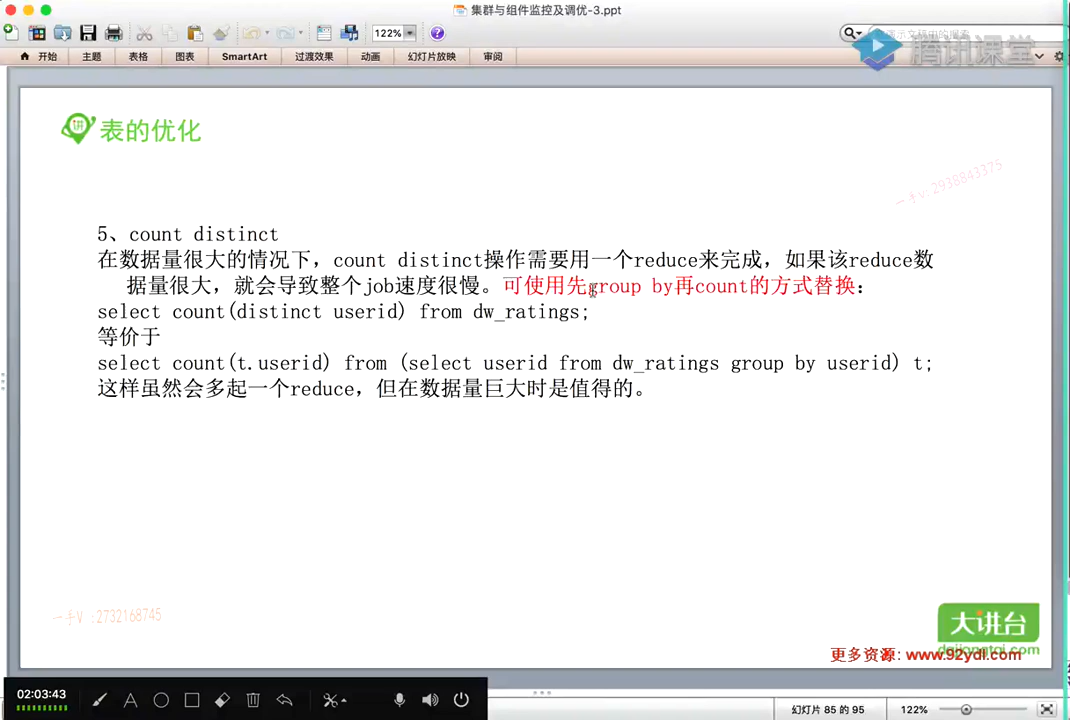 集群与组件监控及调优-3.ppt
122%
腾讯课堂
开始 主题 表格 图表 SmartArt 过渡效果 动画 幻灯片放映 审阅
表的优化
一手v:2938843375
5、count distinct
在数据量很大的情况下，count distinct操作需要用一个reduce来完成，如果该reduce数
据量很大，就会导致整个job速度很慢。可使用先group by再count的方式替换：
select count(distinct userid) from dw_ratings;
等价于
select count(t.userid) from (select userid from dw_ratings group by userid) t;
这样虽然会多起一个reduce，但在数据量巨大时是值得的。
一手V :2732168745
大讲台
dajiangtai.com
更多资源: www.92ydl.com
02:03:43
幻灯片 85 的 95 122%